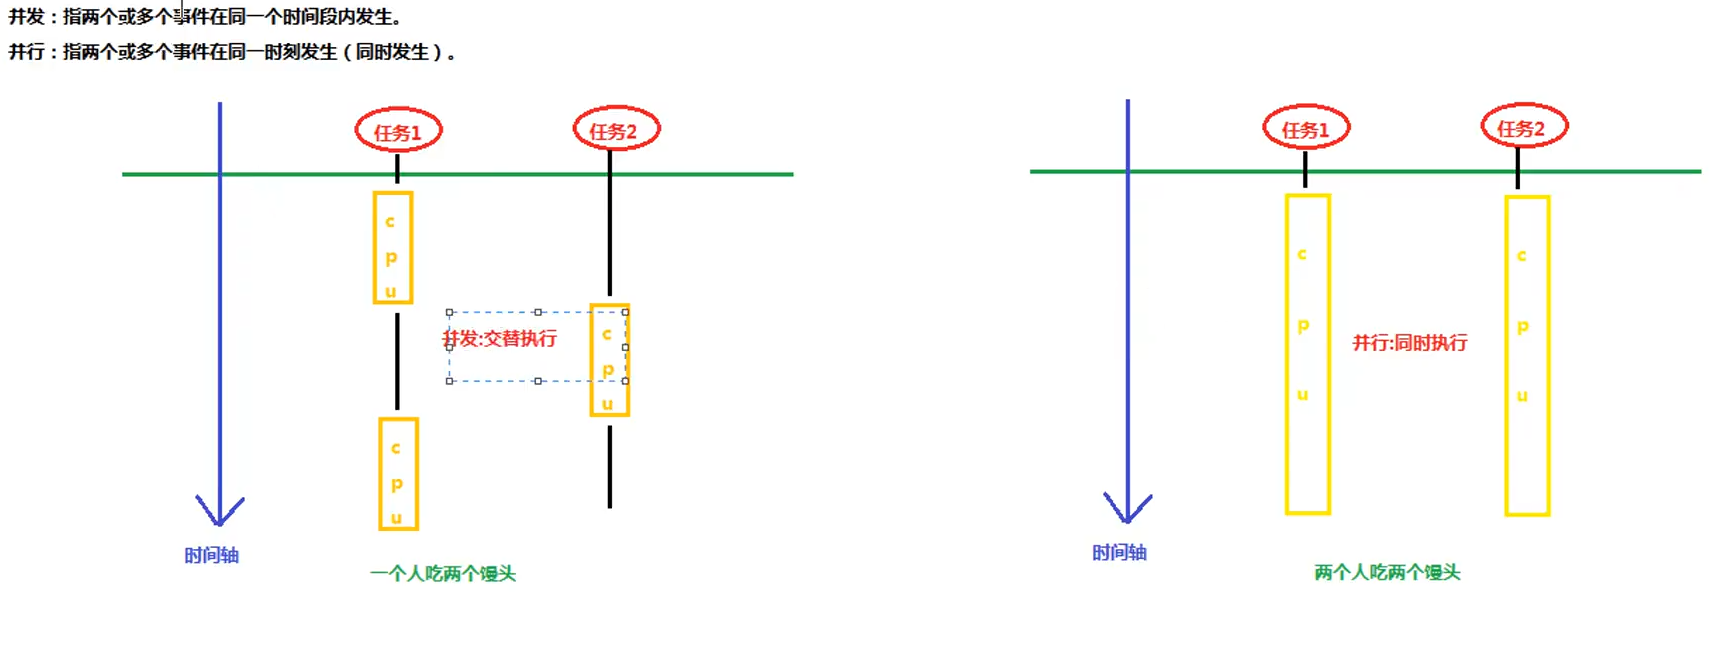 并发：指两个或多个事件在同一个时间段内发生。
并行：指两个或多个事件在同一时刻发生（同时发生）。
任务1
任务2
c
p
u
并发:交替执行
c
p
u
c
p
u
时间轴
一个人吃两个馒头
任务1
任务2
c
p
u
并行:同时执行
c
p
u
时间轴
两个人吃两个馒头